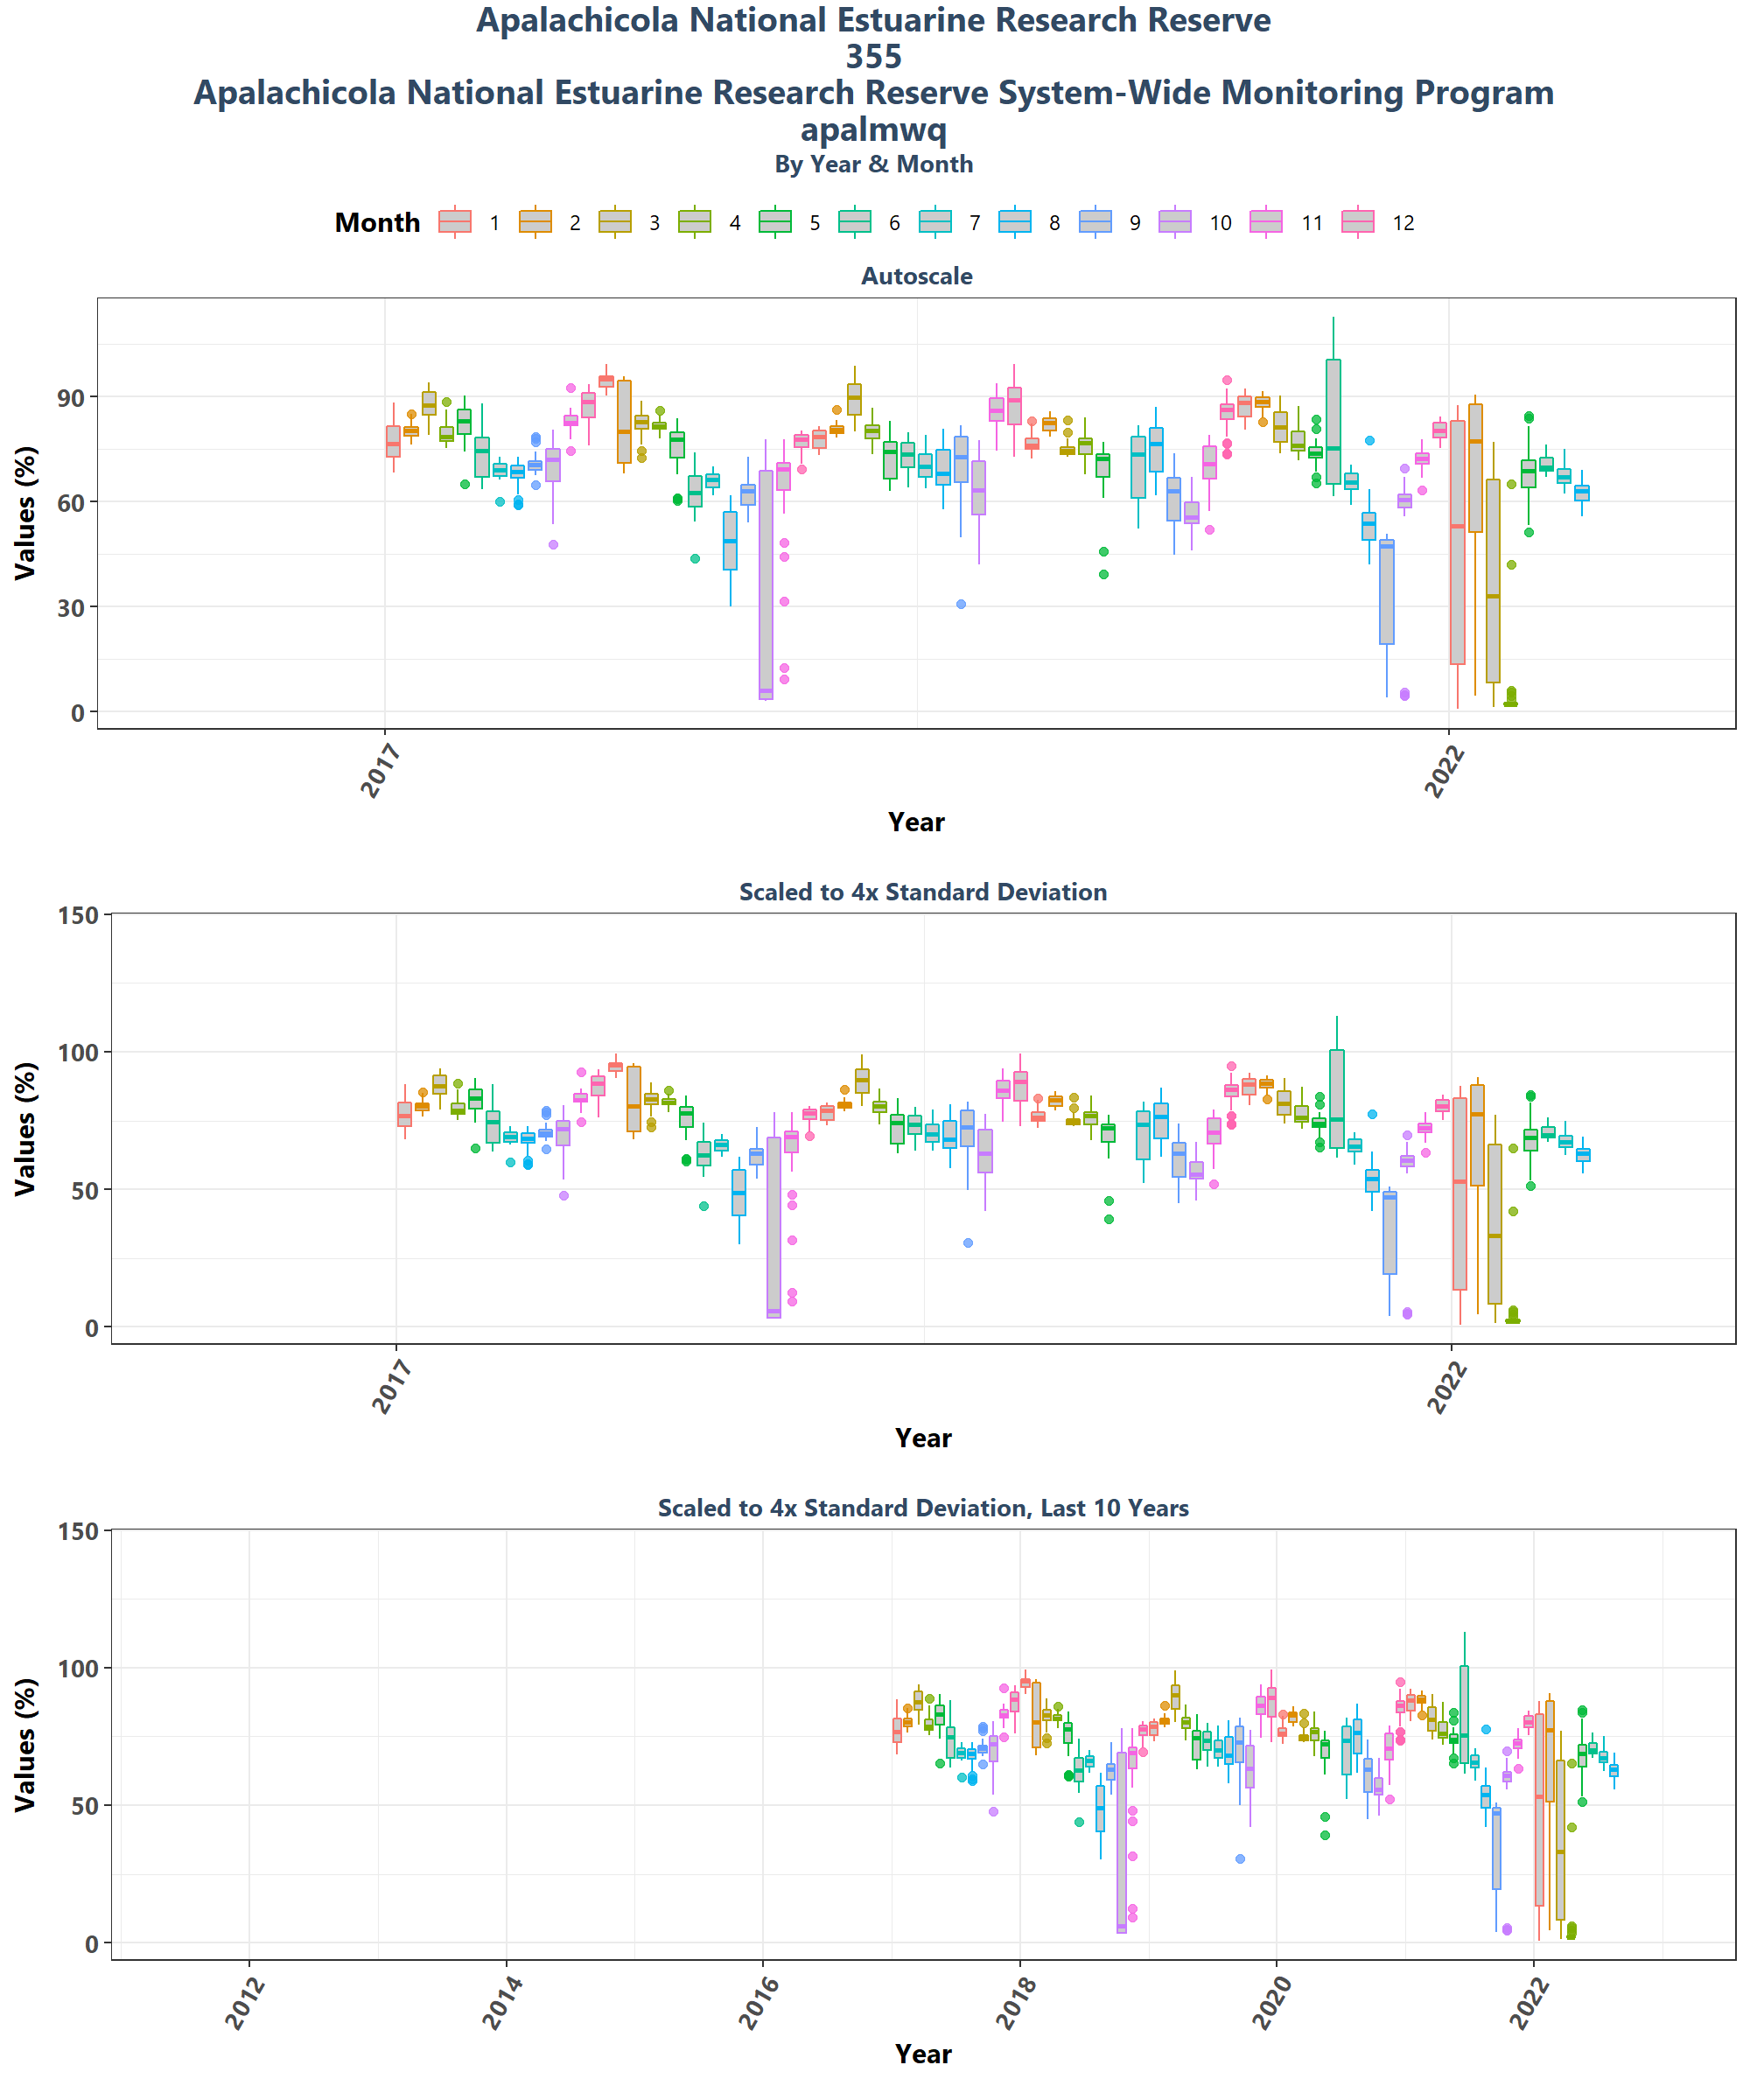 Apalachicola National Estuarine Research Reserve
355
Apalachicola National Estuarine Research Reserve System-Wide Monitoring Program
apalmwq
By Year & Month
Month 1 2 3 4 5 6 7 8 9 10 11 12
Autoscale
Values (%)
90
60
30
0
2017 2022
Year
Scaled to 4x Standard Deviation
Values (%)
150
100
50
0
2017 2022
Year
Scaled to 4x Standard Deviation, Last 10 Years
Values (%)
150
100
50
0
2012 2014 2016 2018 2020 2022
Year